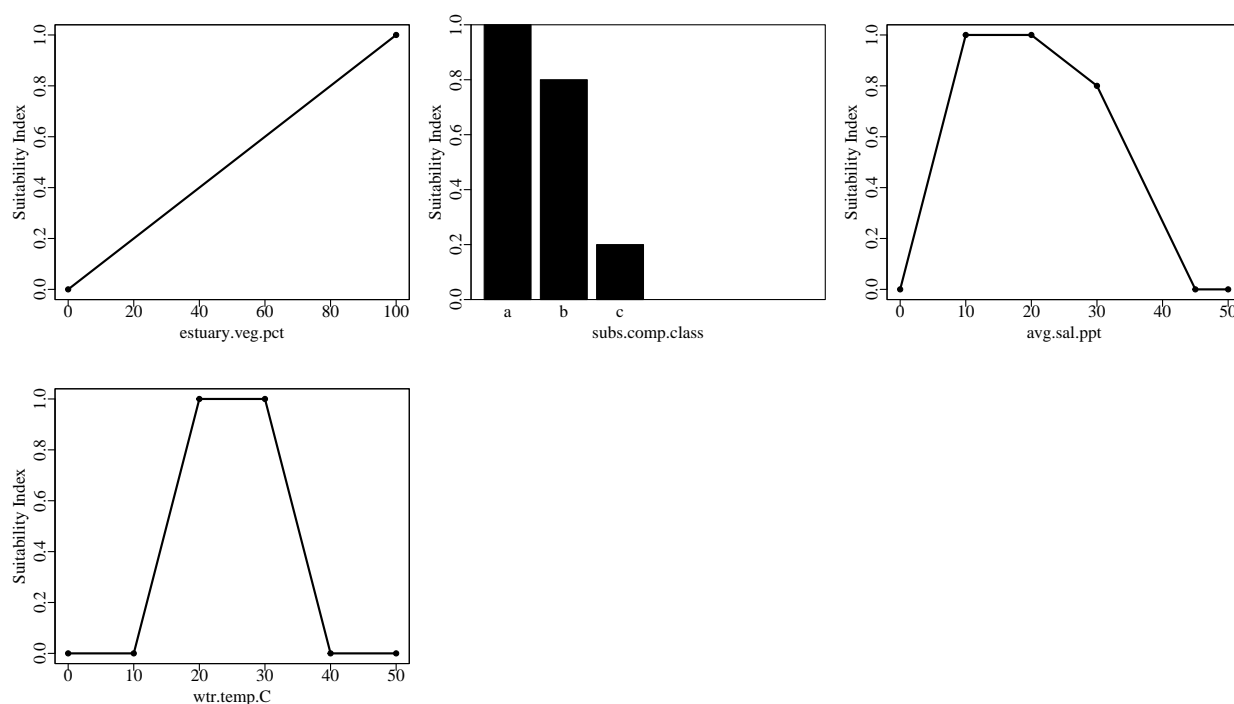 Suitability Index
0.0 0.2 0.4 0.6 0.8 1.0
0 20 40 60 80 100
estuary.veg.pct
Suitability Index
0.0 0.2 0.4 0.6 0.8 1.0
a b c
subs.comp.class
Suitability Index
0.0 0.2 0.4 0.6 0.8 1.0
0 10 20 30 40 50
avg.sal.ppt
Suitability Index
0.0 0.2 0.4 0.6 0.8 1.0
0 10 20 30 40 50
wtr.temp.C